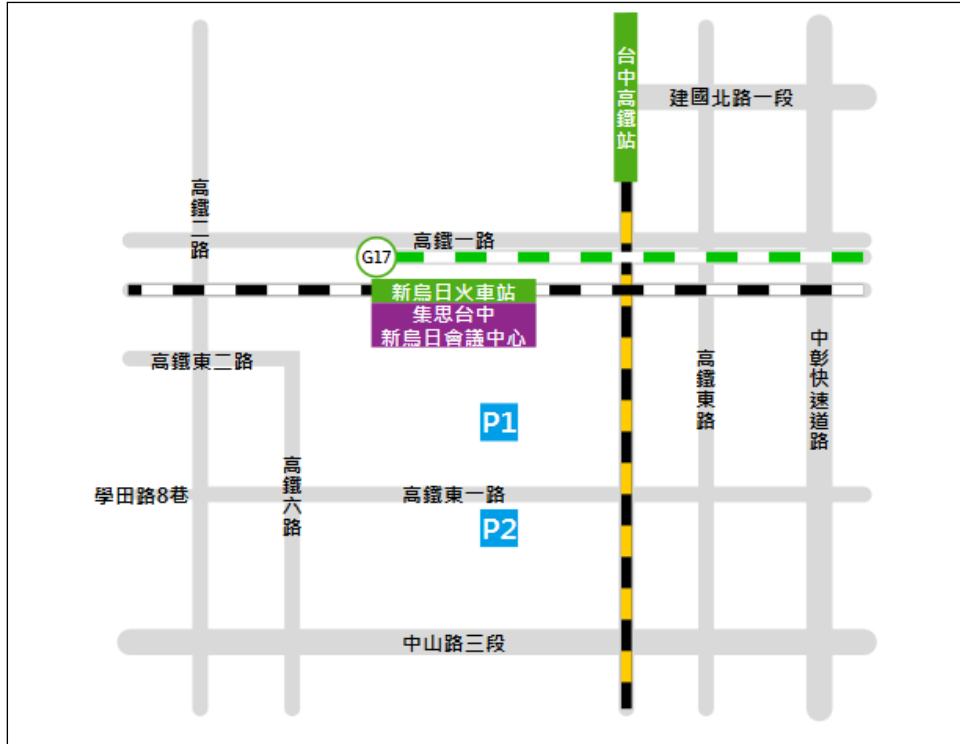 台中高鐵站
建國北路一段
高鐵二路
高鐵一路
G17
新烏日火車站
集思台中
新烏日會議中心
高鐵東二路
高鐵東路
中彰快速道路
P1
高鐵六路
學田路8巷
高鐵東一路
P2
中山路三段